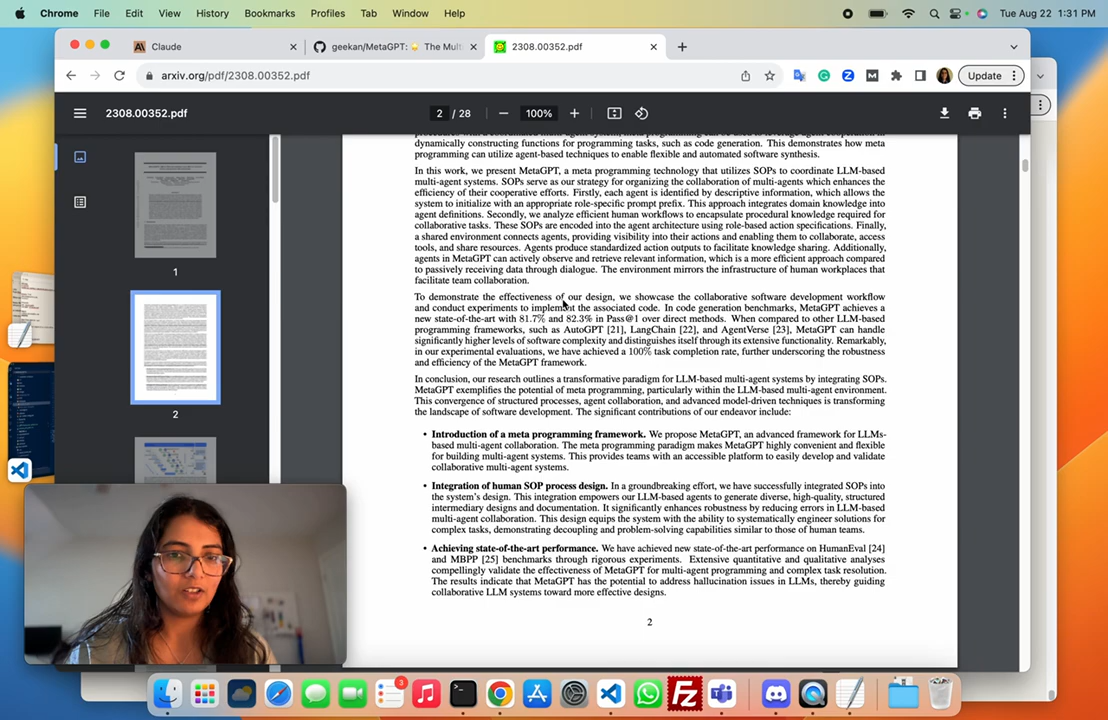 Chrome File Edit View History Bookmarks Profiles Tab Window Help Tue Aug 22 1:31 PM
Claude geekan/MetaGPT: The Mult 2308.00352.pdf
arxiv.org/pdf/2308.00352.pdf Update
2308.00352.pdf 2 / 28 100%
dynamically constructing functions for programming tasks, such as code generation. This demonstrates how meta
programming can utilize agent-based techniques to enable flexible and automated software synthesis.
In this work, we present MetaGPT, a meta programming technology that utilizes SOPs to coordinate LLM-based
multi-agent systems. SOPs serve as our strategy for organizing the collaboration of multi-agents which enhances the
efficiency of their cooperative efforts. Firstly, each agent is identified by descriptive information, which allows the
system to initialize with an appropriate role-specific prompt prefix. This approach integrates domain knowledge into
agent definitions. Secondly, we analyze efficient human workflows to encapsulate procedural knowledge required for
collaborative tasks. These SOPs are encoded into the agent architecture using role-based action specifications. Finally,
a shared environment connects agents, providing visibility into their actions and enabling them to collaborate, access
tools, and share resources. Agents produce standardized action outputs to facilitate knowledge sharing. Additionally,
agents in MetaGPT can actively observe and retrieve relevant information, which is a more efficient approach compared
to passively receiving data through dialogue. The environment mirrors the infrastructure of human workplaces that
facilitate team collaboration.
To demonstrate the effectiveness of our design, we showcase the collaborative software development workflow
and conduct experiments to implement the associated code. In code generation benchmarks, MetaGPT achieves a
new state-of-the-art with 81.7% and 82.3% in Pass@1 over direct methods. When compared to other LLM-based
programming frameworks, such as AutoGPT [21], LangChain [22], and AgentVerse [23], MetaGPT can handle
significantly higher levels of software complexity and distinguishes itself through its extensive functionality. Remarkably,
in our experimental evaluations, we have achieved a 100% task completion rate, further underscoring the robustness
and efficiency of the MetaGPT framework.
In conclusion, our research outlines a transformative paradigm for LLM-based multi-agent systems by integrating SOPs.
MetaGPT exemplifies the potential of meta programming, particularly within the LLM-based multi-agent environment.
This convergence of structured processes, agent collaboration, and advanced model-driven techniques is transforming
the landscape of software development. The significant contributions of our endeavor include:
• Introduction of a meta programming framework. We propose MetaGPT, an advanced framework for LLMs-
based multi-agent collaboration. The meta programming paradigm makes MetaGPT highly convenient and flexible
for building multi-agent systems. This provides teams with an accessible platform to easily develop and validate
collaborative multi-agent systems.
• Integration of human SOP process design. In a groundbreaking effort, we have successfully integrated SOPs into
the system's design. This integration empowers our LLM-based agents to generate diverse, high-quality, structured
intermediary designs and documentation. It significantly enhances robustness by reducing errors in LLM-based
multi-agent collaboration. This design equips the system with the ability to systematically engineer solutions for
complex tasks, demonstrating decoupling and problem-solving capabilities similar to those of human teams.
• Achieving state-of-the-art performance. We have achieved new state-of-the-art performance on HumanEval [24]
and MBPP [25] benchmarks through rigorous experiments. Extensive quantitative and qualitative analyses
compellingly validate the effectiveness of MetaGPT for multi-agent programming and complex task resolution.
The results indicate that MetaGPT has the potential to address hallucination issues in LLMs, thereby guiding
collaborative LLM systems toward more effective designs.
2
1
2
3